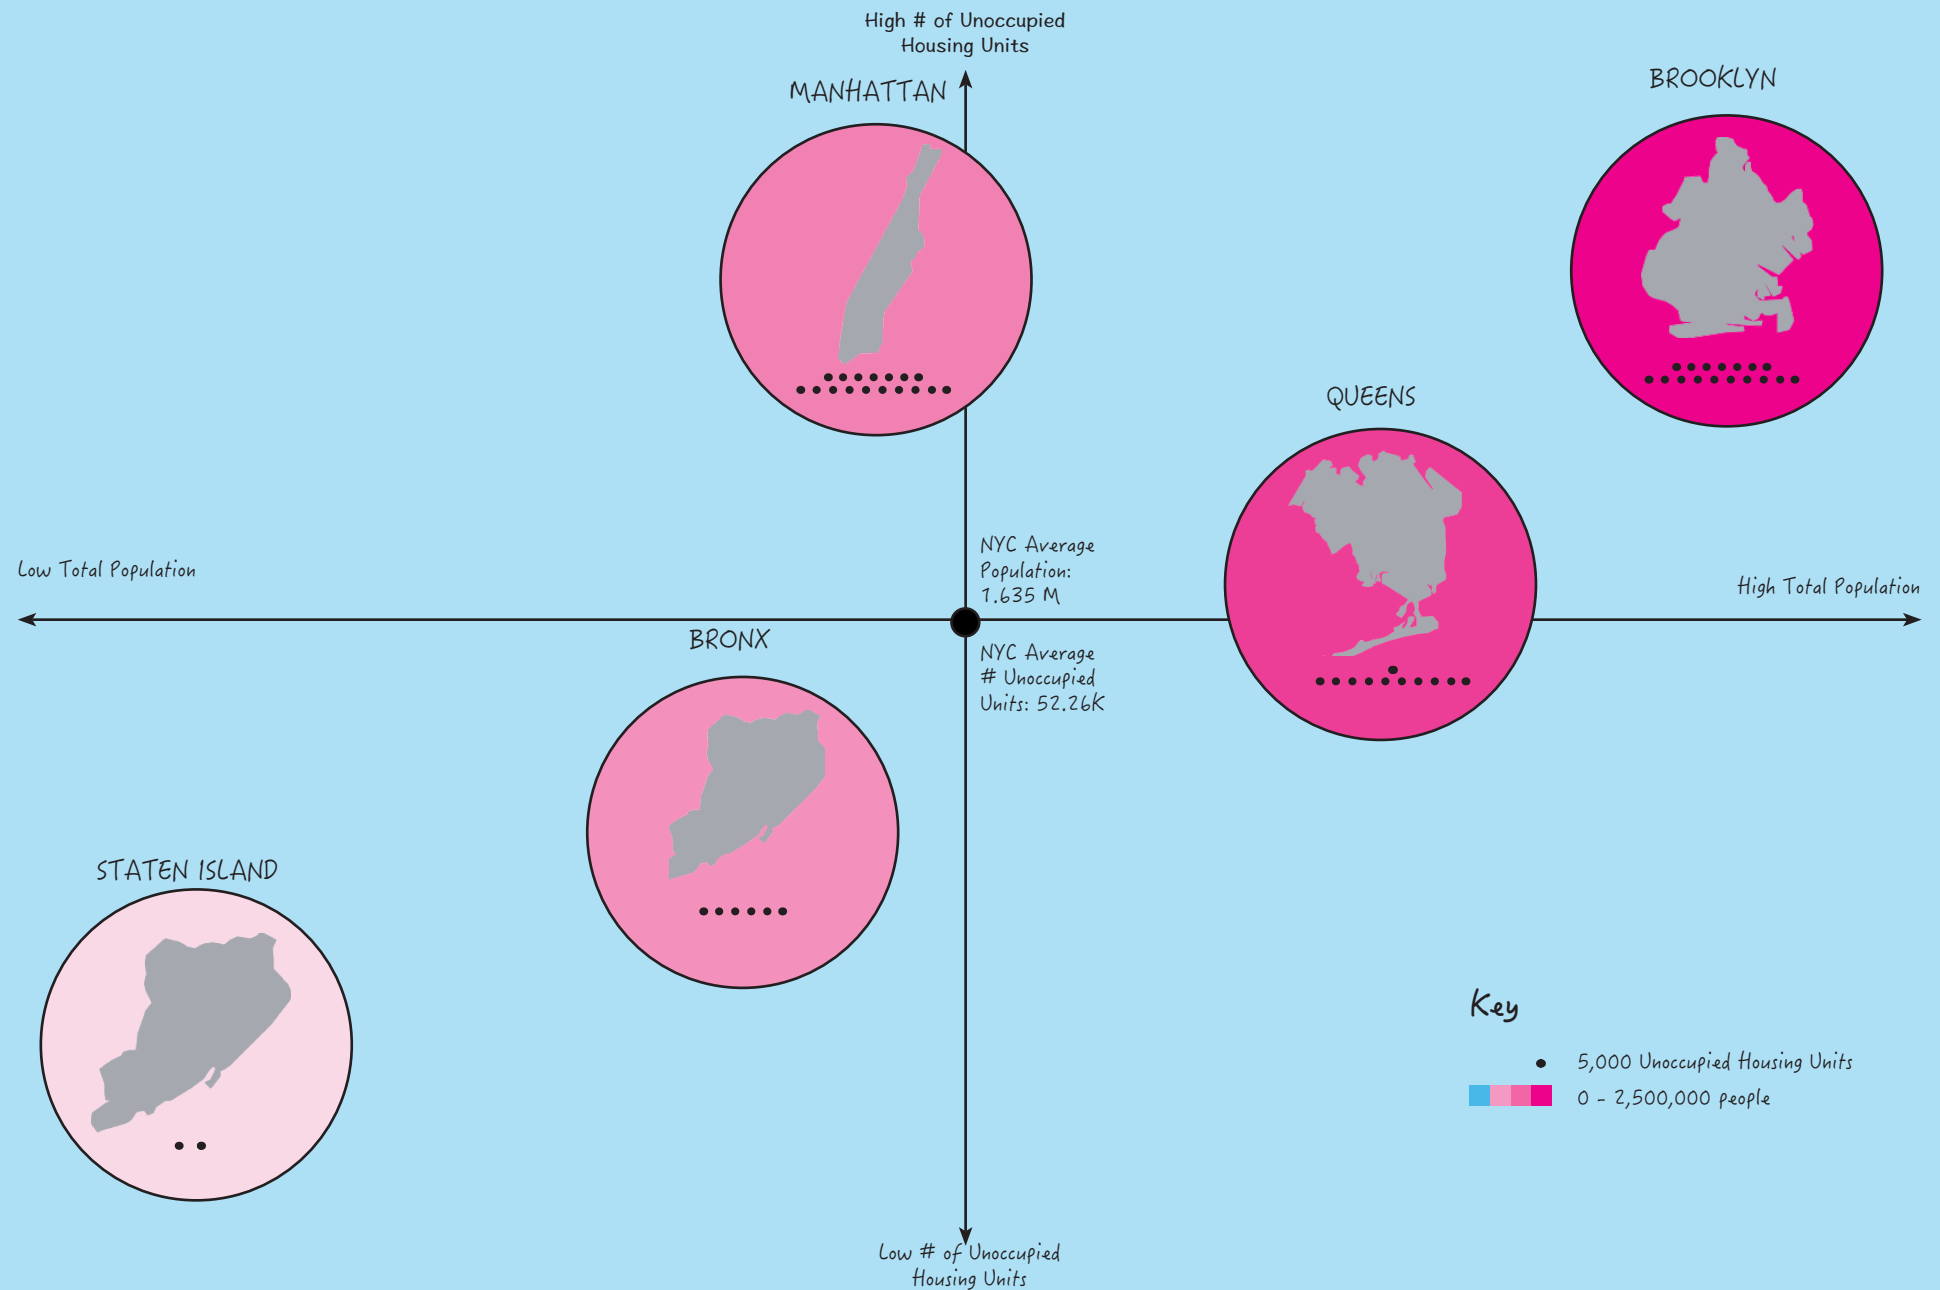 High # of Unoccupied
Housing Units
MANHATTAN
BROOKLYN
QUEENS
NYC Average
Population:
1.635 M
Low Total Population
High Total Population
BRONX
NYC Average
# Unoccupied
Units: 52.26K
STATEN ISLAND
Key
5,000 Unoccupied Housing Units
0 - 2,500,000 people
Low # of Unoccupied
Housing Units